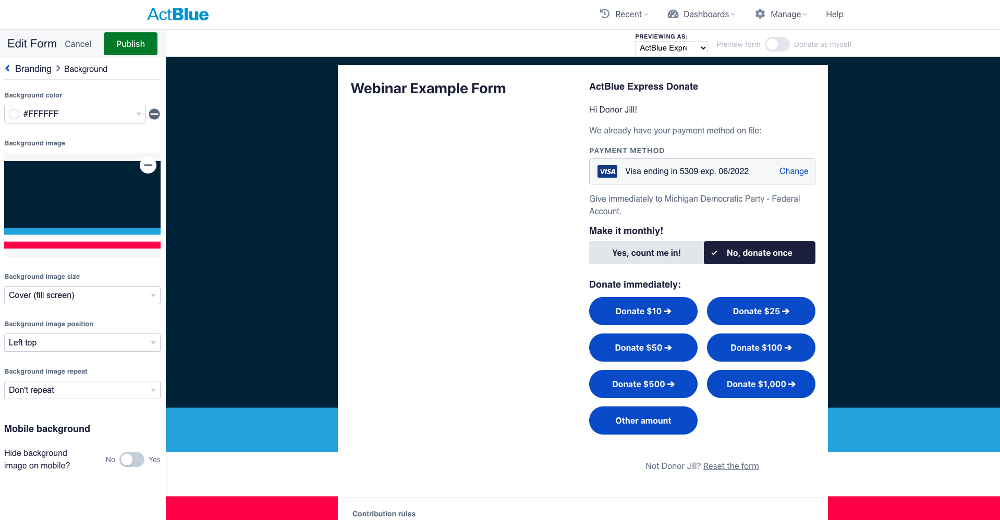 ActBlue
Recent
Dashboards
Manage
Help
Edit Form
Cancel
Publish
PREVIEWING AS:
ActBlue Expr
Preview form
Donate as myself
Branding
Background
Background color
#FFFFFF
Background image
Background image size
Cover (fill screen)
Background image position
Left top
Background image repeat
Don't repeat
Mobile background
Hide background
image on mobile?
No
Yes
Webinar Example Form
ActBlue Express Donate
Hi Donor Jill!
We already have your payment method on file:
PAYMENT METHOD
VISA
Visa ending in 5309 exp. 06/2022
Change
Give immediately to Michigan Democratic Party - Federal
Account.
Make it monthly!
Yes, count me in!
No, donate once
Donate immediately:
Donate $10 ➔
Donate $25 ➔
Donate $50 ➔
Donate $100 ➔
Donate $500 ➔
Donate $1,000 ➔
Other amount
Not Donor Jill? Reset the form
Contribution rules